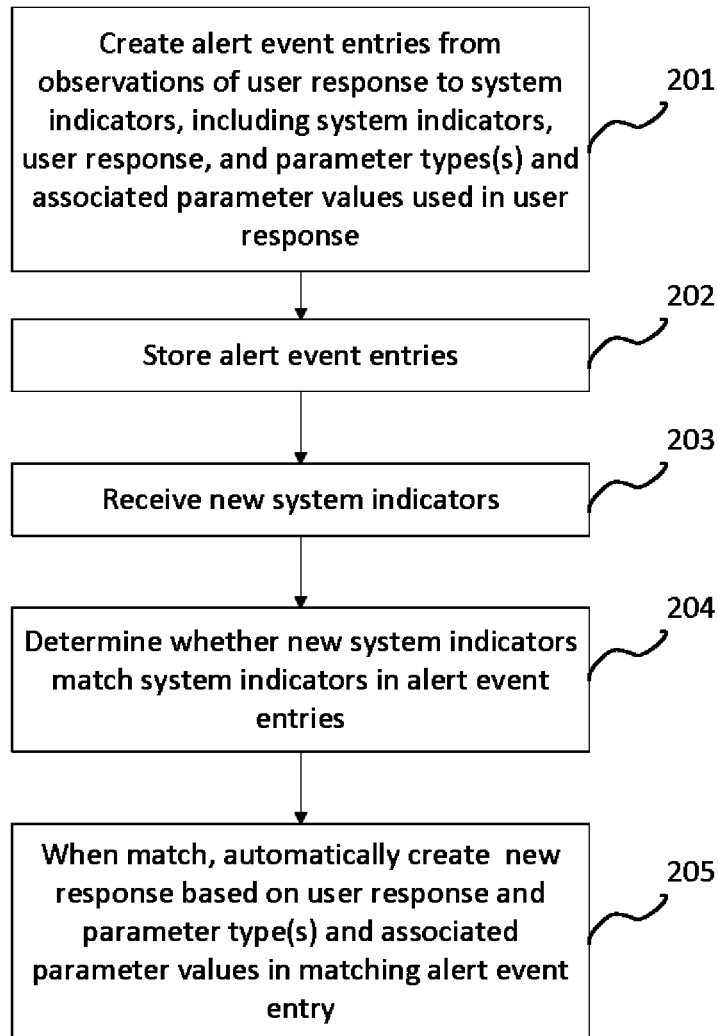 Create alert event entries from
observations of user response to system
indicators, including system indicators,
user response, and parameter types(s) and
associated parameter values used in user
response
201
Store alert event entries
202
Receive new system indicators
203
Determine whether new system indicators
match system indicators in alert event
entries
204
When match, automatically create new
response based on user response and
parameter type(s) and associated
parameter values in matching alert event
entry
205